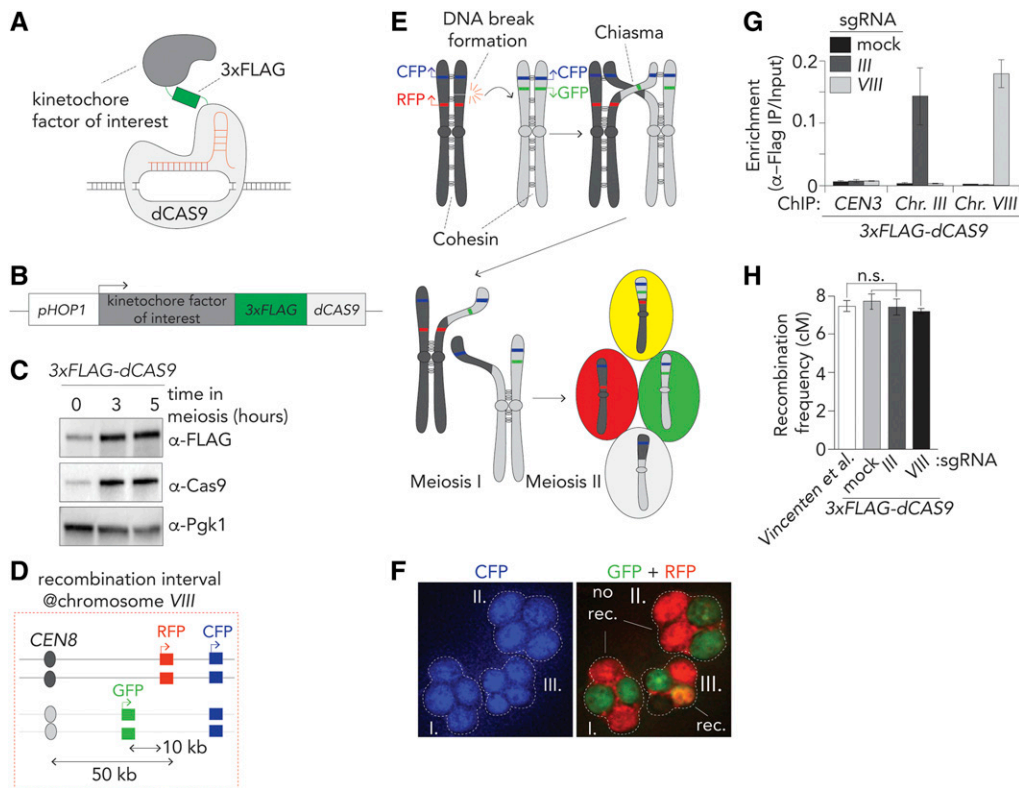 A
3xFLAG
kinetochore
factor of interest
dCAS9
B
pHOP1
kinetochore factor
of interest
3xFLAG
dCAS9
C
3xFLAG-dCAS9
0 3 5
time in
meiosis (hours)
α-FLAG
α-Cas9
α-Pgk1
D
recombination interval
@chromosome VIII
CEN8
RFP
CFP
GFP
10 kb
50 kb
E
DNA break
formation
Chiasma
CFP
CFP
RFP
GFP
Cohesin
Meiosis I
Meiosis II
F
CFP
GFP + RFP
II.
III.
I.
no
rec.
II.
III.
I.
rec.
G
sgRNA
mock
III
VIII
Enrichment
(α–Flag IP/Input)
0.2
0.1
0
ChIP:
CEN3
Chr. III
Chr. VIII
3xFLAG-dCAS9
H
n.s.
Recombination
frequency (cM)
8
6
4
2
0
Vincenten et al.
mock
III
VIII
:sgRNA
3xFLAG-dCAS9